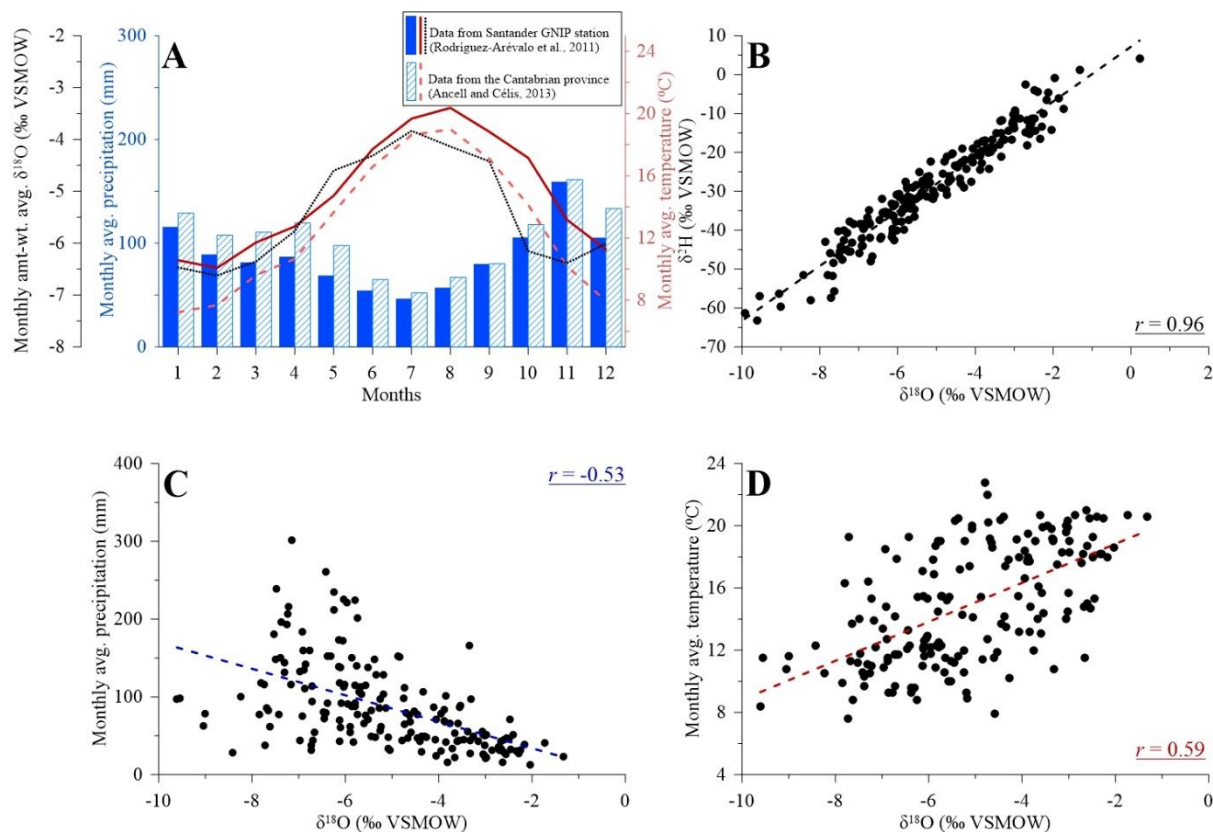 A
Monthly amt-wt. avg. δ¹⁸O (‰ VSMOW)
-2
-3
-4
-5
-6
-7
-8
Monthly avg. precipitation (mm)
300
200
100
0
Data from Santander GNIP station
(Rodríguez-Arévalo et al., 2011)
Data from the Cantabrian province
(Ancell and Célis, 2013)
24
20
16
12
8
Monthly avg. temperature (ºC)
1 2 3 4 5 6 7 8 9 10 11 12
Months
B
δ²H (‰ VSMOW)
10
0
-10
-20
-30
-40
-50
-60
-70
r = 0.96
-10 -8 -6 -4 -2 0 2
δ¹⁸O (‰ VSMOW)
C
Monthly avg. precipitation (mm)
400
300
200
100
0
r = -0.53
-10 -8 -6 -4 -2 0
δ¹⁸O (‰ VSMOW)
D
Monthly avg. temperature (ºC)
24
20
16
12
8
4
r = 0.59
-10 -8 -6 -4 -2 0
δ¹⁸O (‰ VSMOW)